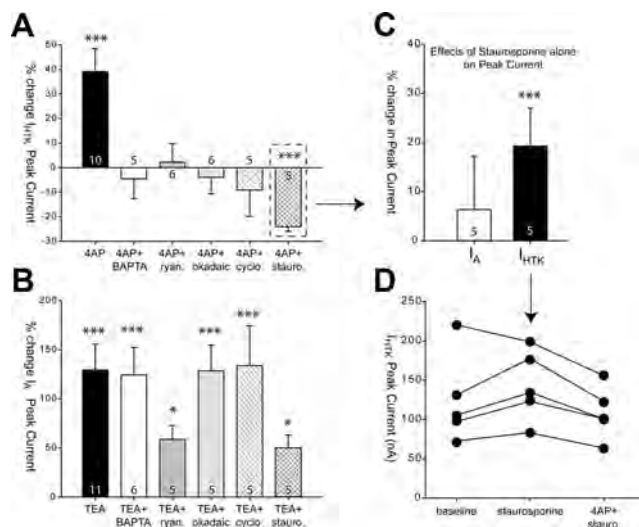 A
% change I_HTK Peak Current
50
40
30
20
10
0
-10
-20
-30
***
10
5
6
6
5
***
5
4AP
4AP+ BAPTA
4AP+ ryan.
4AP+ okadaic
4AP+ cyclo.
4AP+ stauro.
B
% change I_A Peak Current
200
150
100
50
0
***
***
*
***
***
*
11
6
5
5
5
5
TEA
TEA+ BAPTA
TEA+ ryan.
TEA+ okadaic
TEA+ cyclo.
TEA+ stauro.
C
Effects of Staurosporine alone
on Peak Current
% change in Peak Current
40
30
20
10
0
***
5
5
I_A
I_HTK
D
I_HTK Peak Current (nA)
250
200
150
100
50
0
baseline
staurosporine
4AP+
stauro.